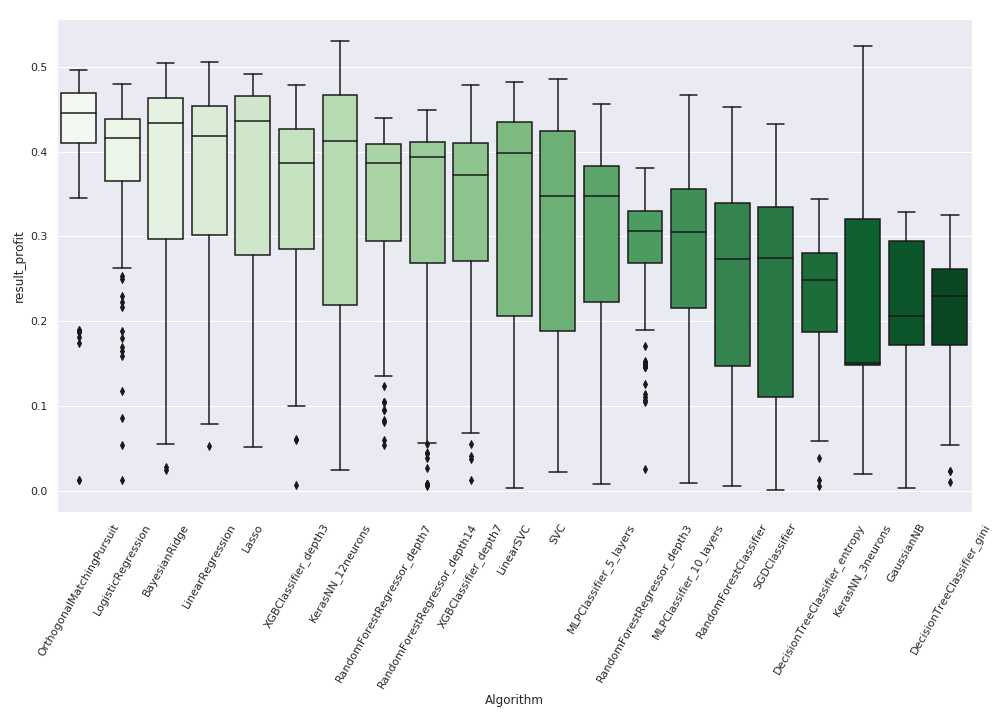 0.5
0.4
0.3
0.2
0.1
0.0
result_profit
OrthogonalMatchingPursuit
LogisticRegression
BayesianRidge
LinearRegression
Lasso
XGBClassifier_depth3
KerasNN_12neurons
RandomForestRegressor_depth7
RandomForestRegressor_depth14
XGBClassifier_depth7
LinearSVC
SVC
MLPClassifier_5_layers
RandomForestRegressor_depth3
MLPClassifier_10_layers
RandomForestClassifier
SGDClassifier
DecisionTreeClassifier_entropy
KerasNN_3neurons
GaussianNB
DecisionTreeClassifier_gini
Algorithm